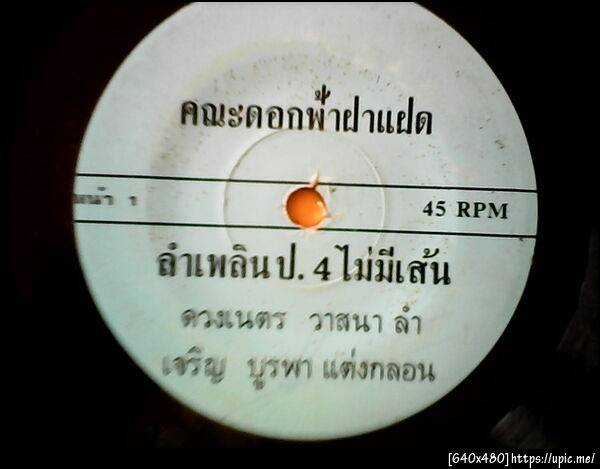 คณะดอกฟ้าฝาแฝด
หน้า 1
45 RPM
ลำเพลิน ป. 4 ไม่มีเส้น
ดวงเนตร วาสนา ลำ
เจริญ บูรพา แต่งกลอน
[640x480]https://upic.me/